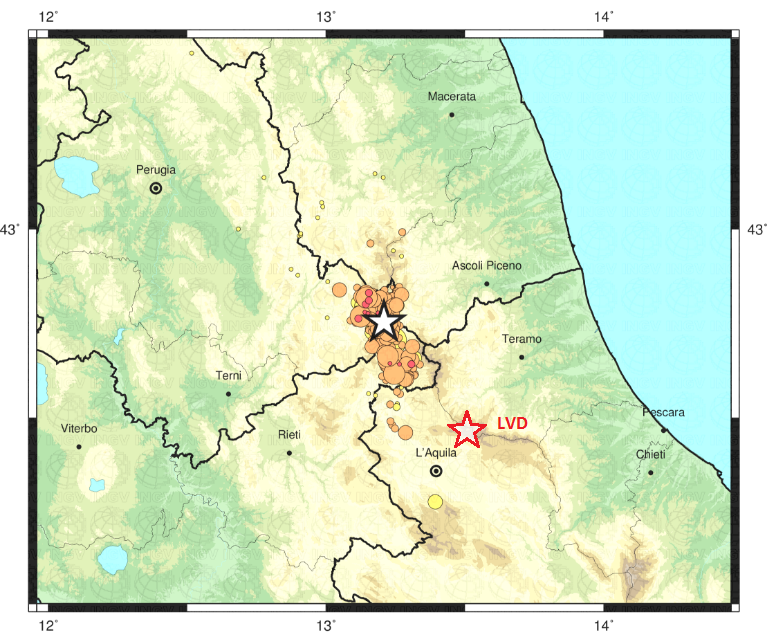 12° 13° 14°
Macerata
Perugia
43° 43°
Ascoli Piceno
Teramo
Terni
Pescara
Viterbo Rieti LVD
L'Aquila Chieti
12° 13° 14°